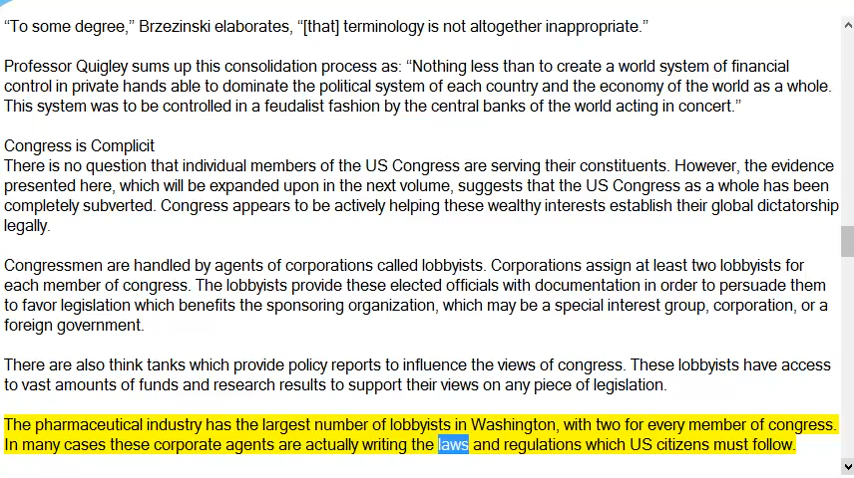 “To some degree,” Brzezinski elaborates, “[that] terminology is not altogether inappropriate.”
Professor Quigley sums up this consolidation process as: “Nothing less than to create a world system of financial
control in private hands able to dominate the political system of each country and the economy of the world as a whole.
This system was to be controlled in a feudalist fashion by the central banks of the world acting in concert.”
Congress is Complicit
There is no question that individual members of the US Congress are serving their constituents. However, the evidence
presented here, which will be expanded upon in the next volume, suggests that the US Congress as a whole has been
completely subverted. Congress appears to be actively helping these wealthy interests establish their global dictatorship
legally.
Congressmen are handled by agents of corporations called lobbyists. Corporations assign at least two lobbyists for
each member of congress. The lobbyists provide these elected officials with documentation in order to persuade them
to favor legislation which benefits the sponsoring organization, which may be a special interest group, corporation, or a
foreign government.
There are also think tanks which provide policy reports to influence the views of congress. These lobbyists have access
to vast amounts of funds and research results to support their views on any piece of legislation.
The pharmaceutical industry has the largest number of lobbyists in Washington, with two for every member of congress.
In many cases these corporate agents are actually writing the laws and regulations which US citizens must follow.